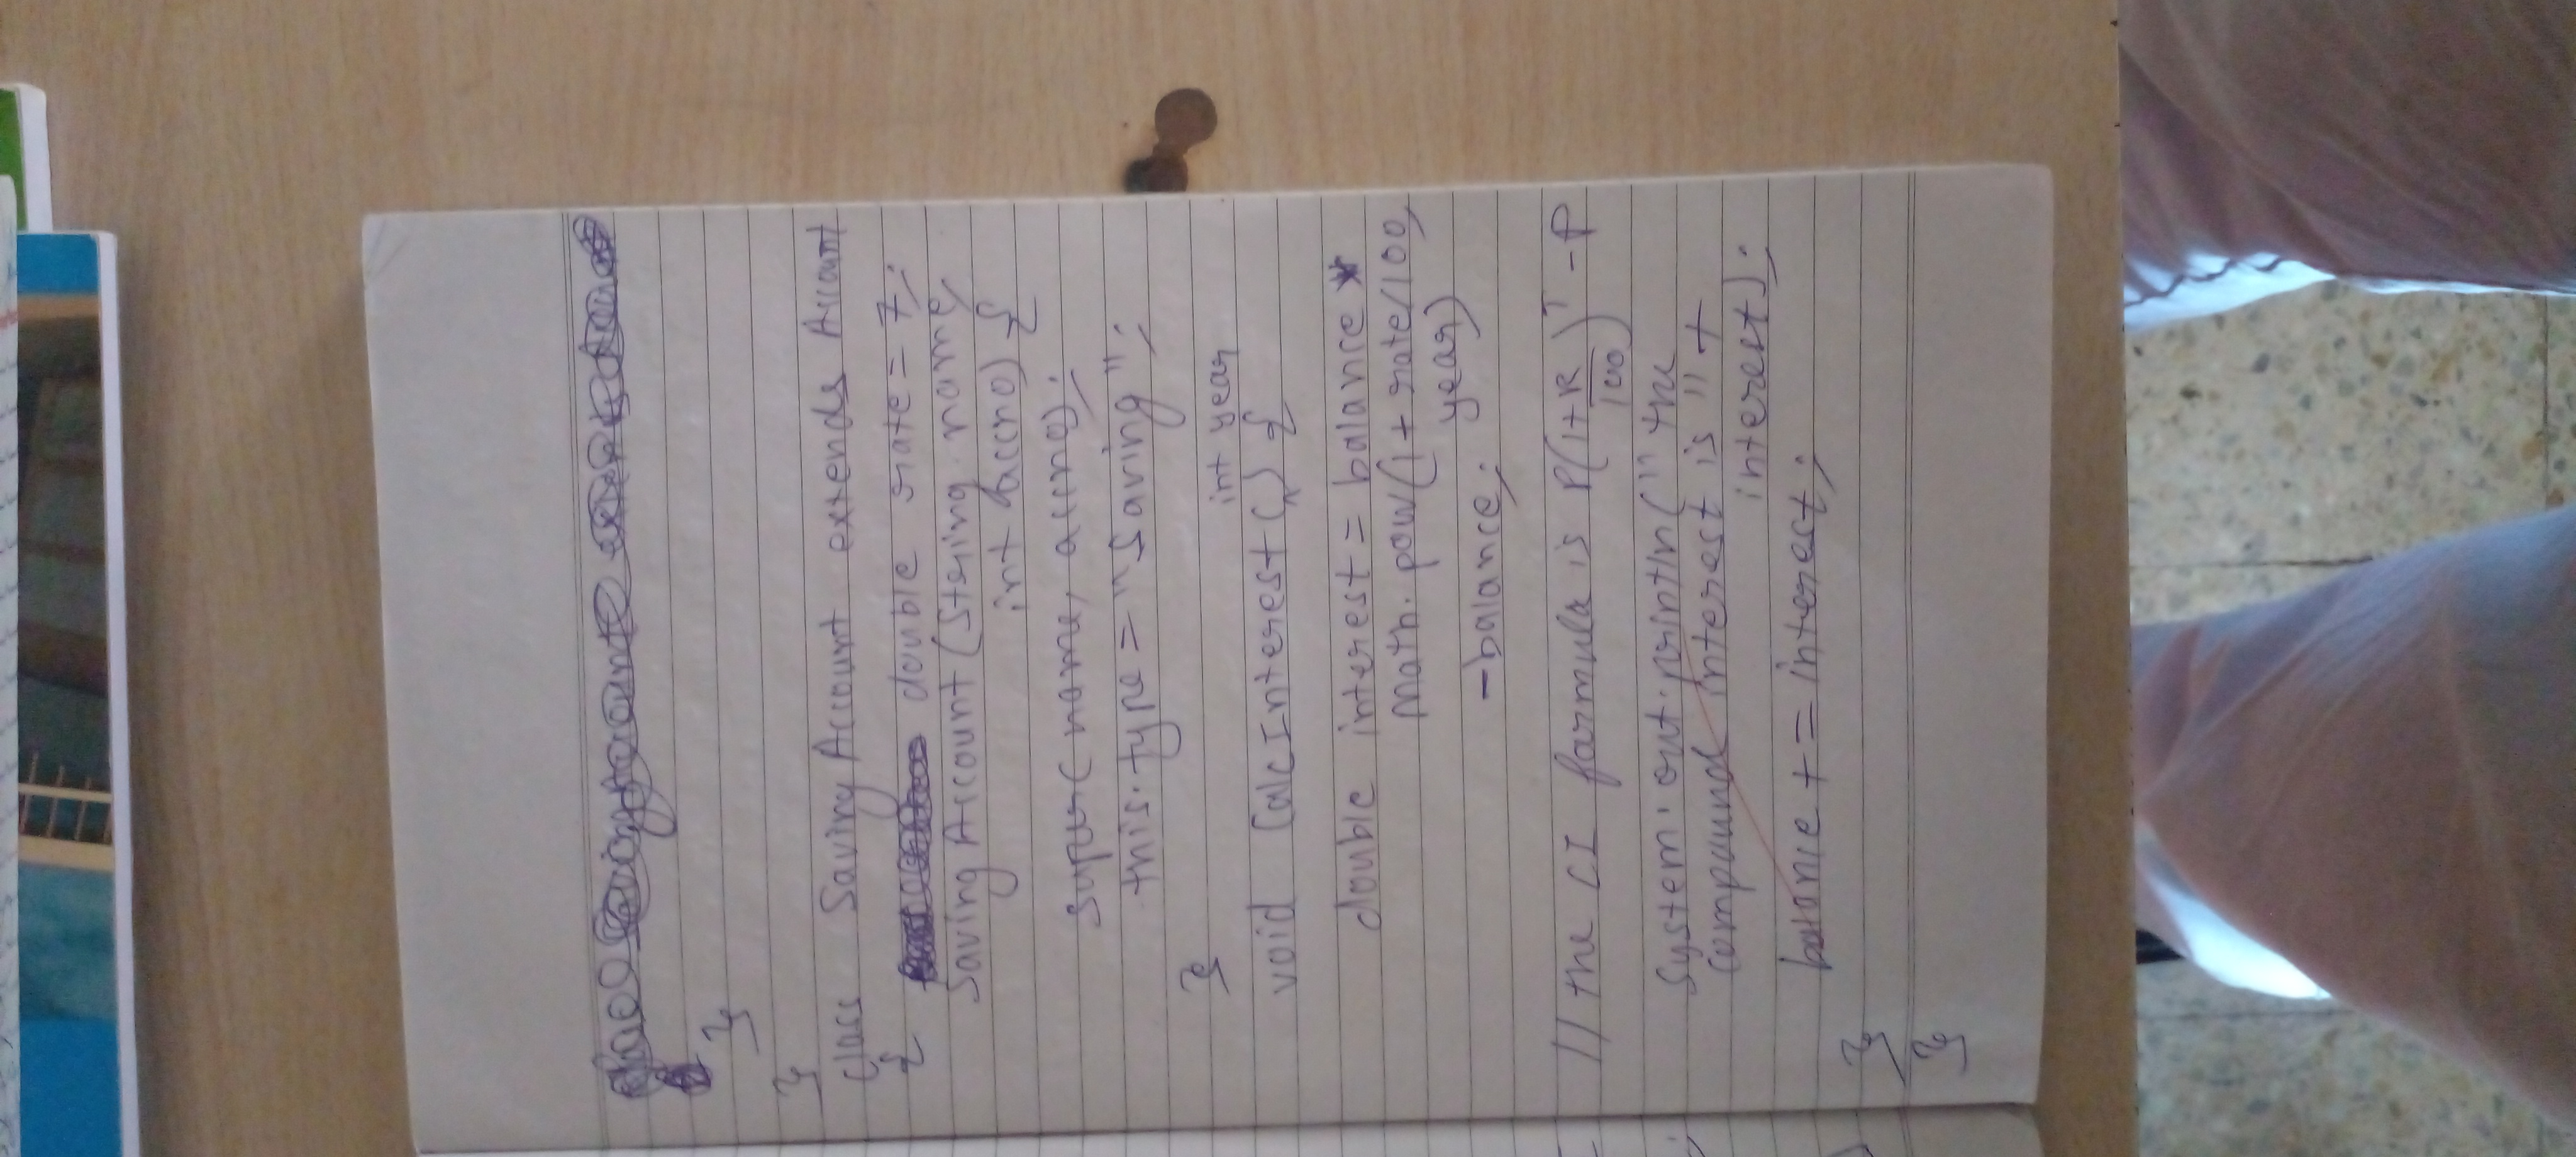 }
}
class SavingAccount extends Account
{ double rate = 7;
SavingAccount (String name,
int accno) {
super(name, accno);
this.type = "Saving";
}
int year
void CalcInterest () {
double interest = balance *
math.pow(1 + rate/100,
year)
-balance;
// the CI formula is P(1+R/100)^T - P
System.out.println("the
compound interest is " +
interest);
balance += interest;
}
}